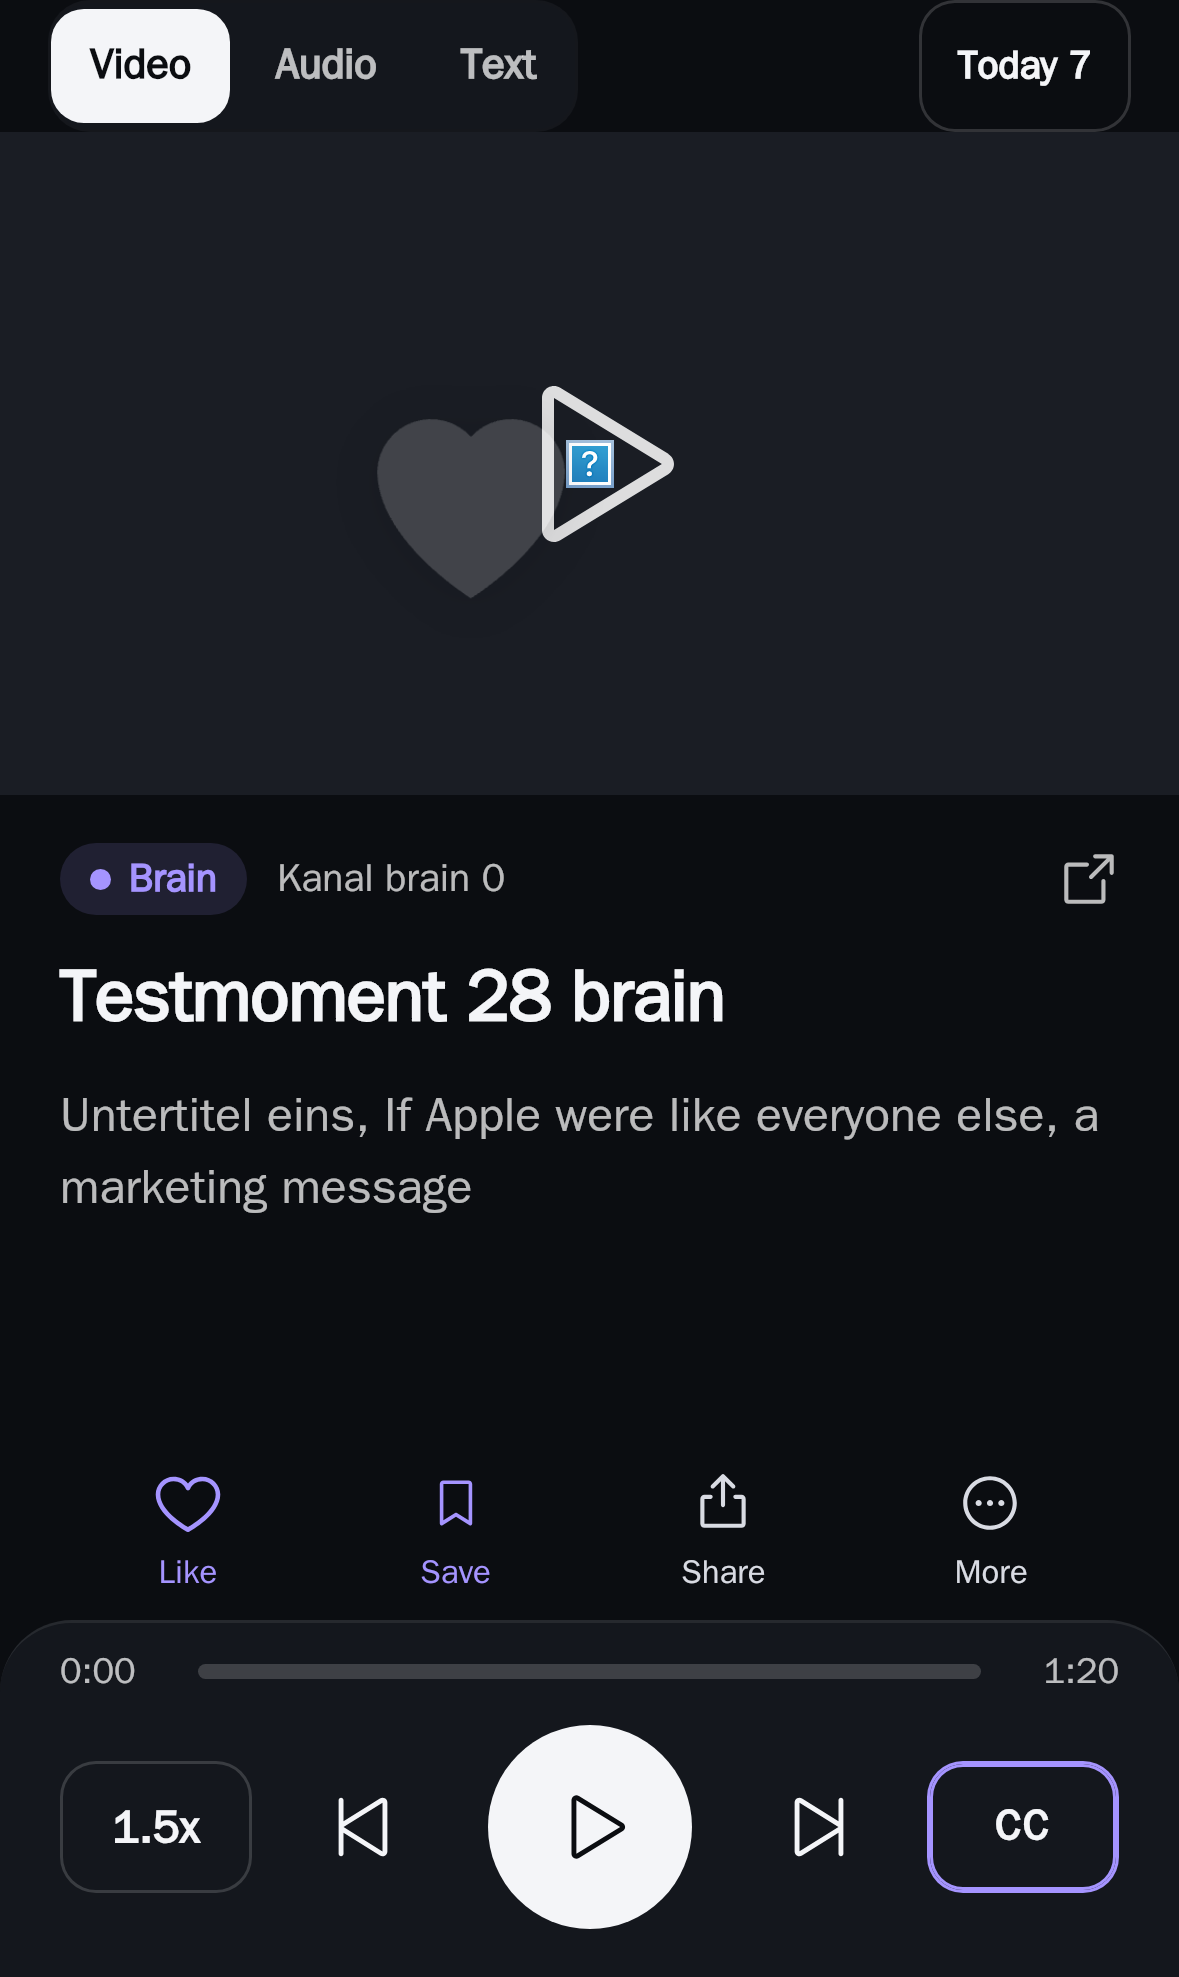 Video Audio Text Today 7
?
Brain Kanal brain 0
Testmoment 28 brain
Untertitel eins, If Apple were like everyone else, a
marketing message
Like Save Share More
0:00 1:20
1.5x CC